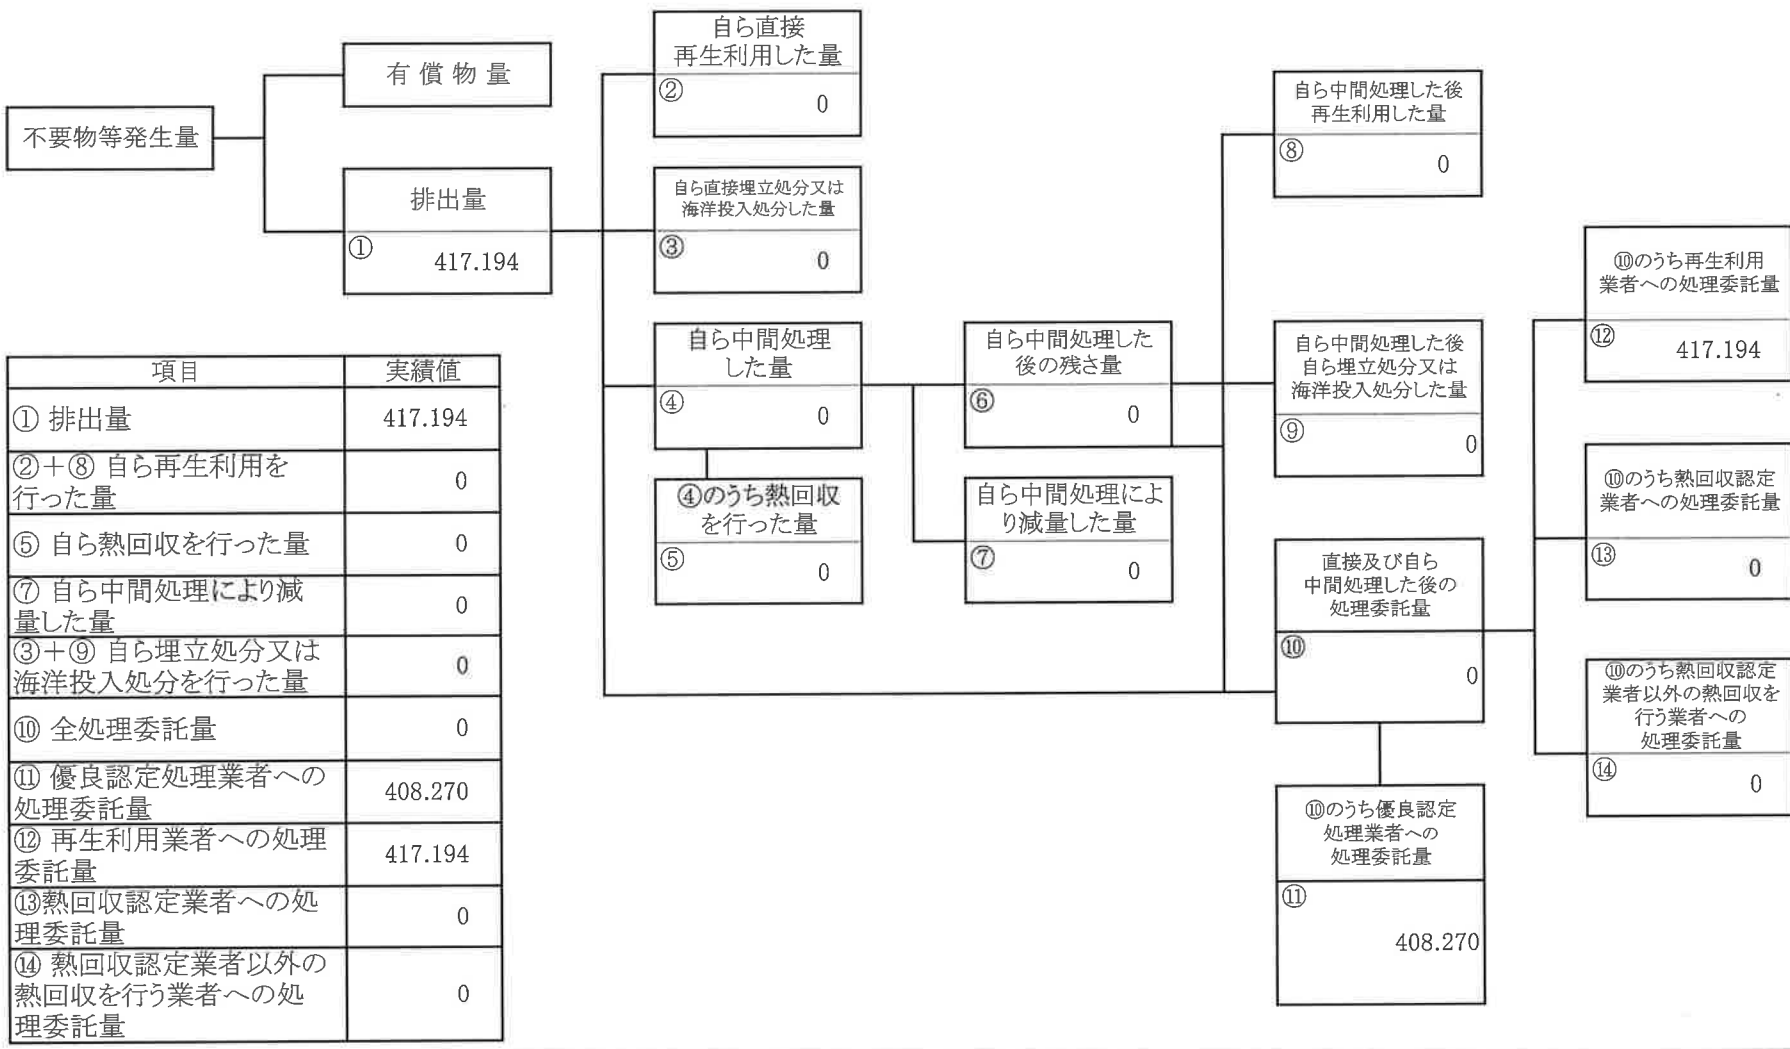 不要物等発生量
有償物量
排出量
①
417.194
自ら直接
再生利用した量
②
0
自ら直接埋立処分又は
海洋投入処分した量
③
0
自ら中間処理
した量
④
0
④のうち熱回収
を行った量
⑤
0
自ら中間処理した
後の残さ量
⑥
0
自ら中間処理によ
り減量した量
⑦
0
自ら中間処理した後
再生利用した量
⑧
0
自ら中間処理した後
自ら埋立処分又は
海洋投入処分した量
⑨
0
直接及び自ら
中間処理した後の
処理委託量
⑩
0
⑩のうち優良認定
処理業者への
処理委託量
⑪
408.270
⑩のうち再生利用
業者への処理委託量
⑫
417.194
⑩のうち熱回収認定
業者への処理委託量
⑬
0
⑩のうち熱回収認定
業者以外の熱回収を
行う業者への
処理委託量
⑭
0
項目 実績値
① 排出量 417.194
②+⑧ 自ら再生利用を
行った量 0
⑤ 自ら熱回収を行った量 0
⑦ 自ら中間処理により減
量した量 0
③+⑨ 自ら埋立処分又は
海洋投入処分を行った量 0
⑩ 全処理委託量 0
⑪ 優良認定処理業者への
処理委託量 408.270
⑫ 再生利用業者への処理
委託量 417.194
⑬熱回収認定業者への処
理委託量 0
⑭ 熱回収認定業者以外の
熱回収を行う業者への処
理委託量 0